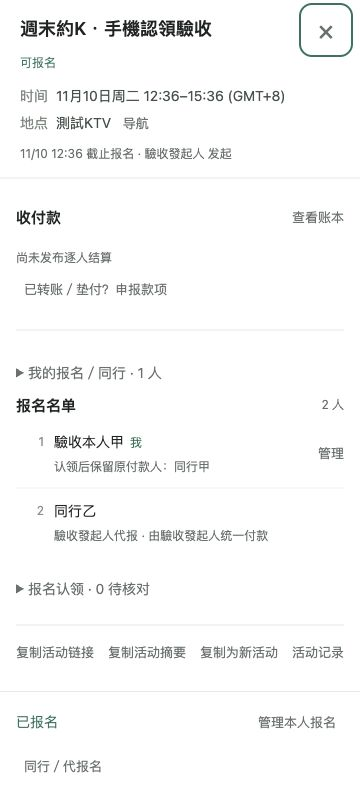 週末約K · 手機認領驗收
可报名
时间 11月10日周二 12:36–15:36 (GMT+8)
地点 測試KTV 导航
11/10 12:36 截止报名 · 驗收發起人 发起
收付款 查看账本
尚未发布逐人结算
已转账 / 垫付? 申报款项
▶ 我的报名 / 同行 · 1 人
报名名单 2 人
1 驗收本人甲 我
管理
认领后保留原付款人: 同行甲
2 同行乙
驗收發起人代报 · 由驗收發起人统一付款
▶ 报名认领 · 0 待核对
复制活动链接 复制活动摘要 复制为新活动 活动记录
已报名 管理本人报名
同行 / 代报名